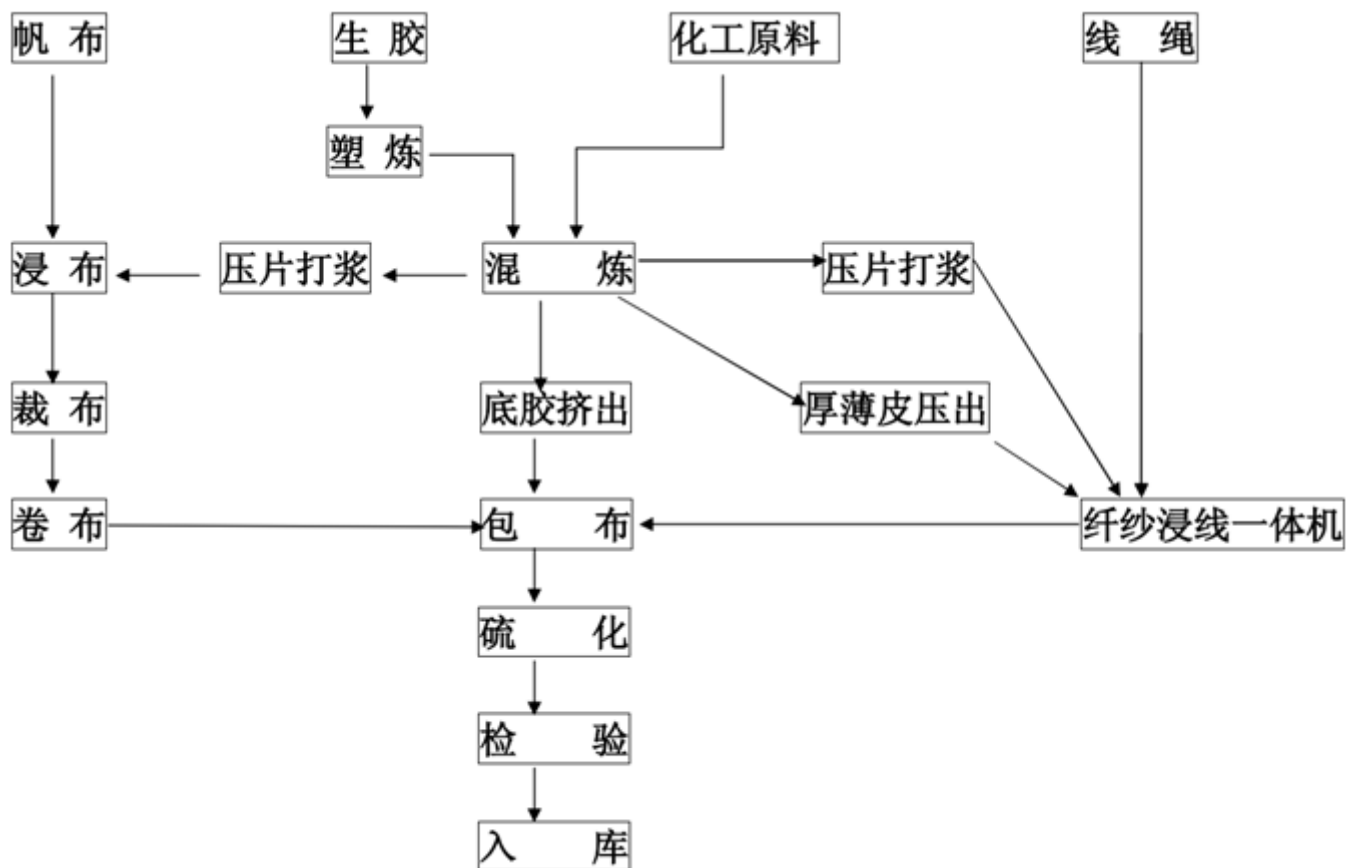 帆 布
生 胶
化工原料
线 绳
塑 炼
浸 布
压片打浆
混 炼
压片打浆
裁 布
底胶挤出
厚薄皮压出
卷 布
包 布
纤纱浸线一体机
硫 化
检 验
入 库